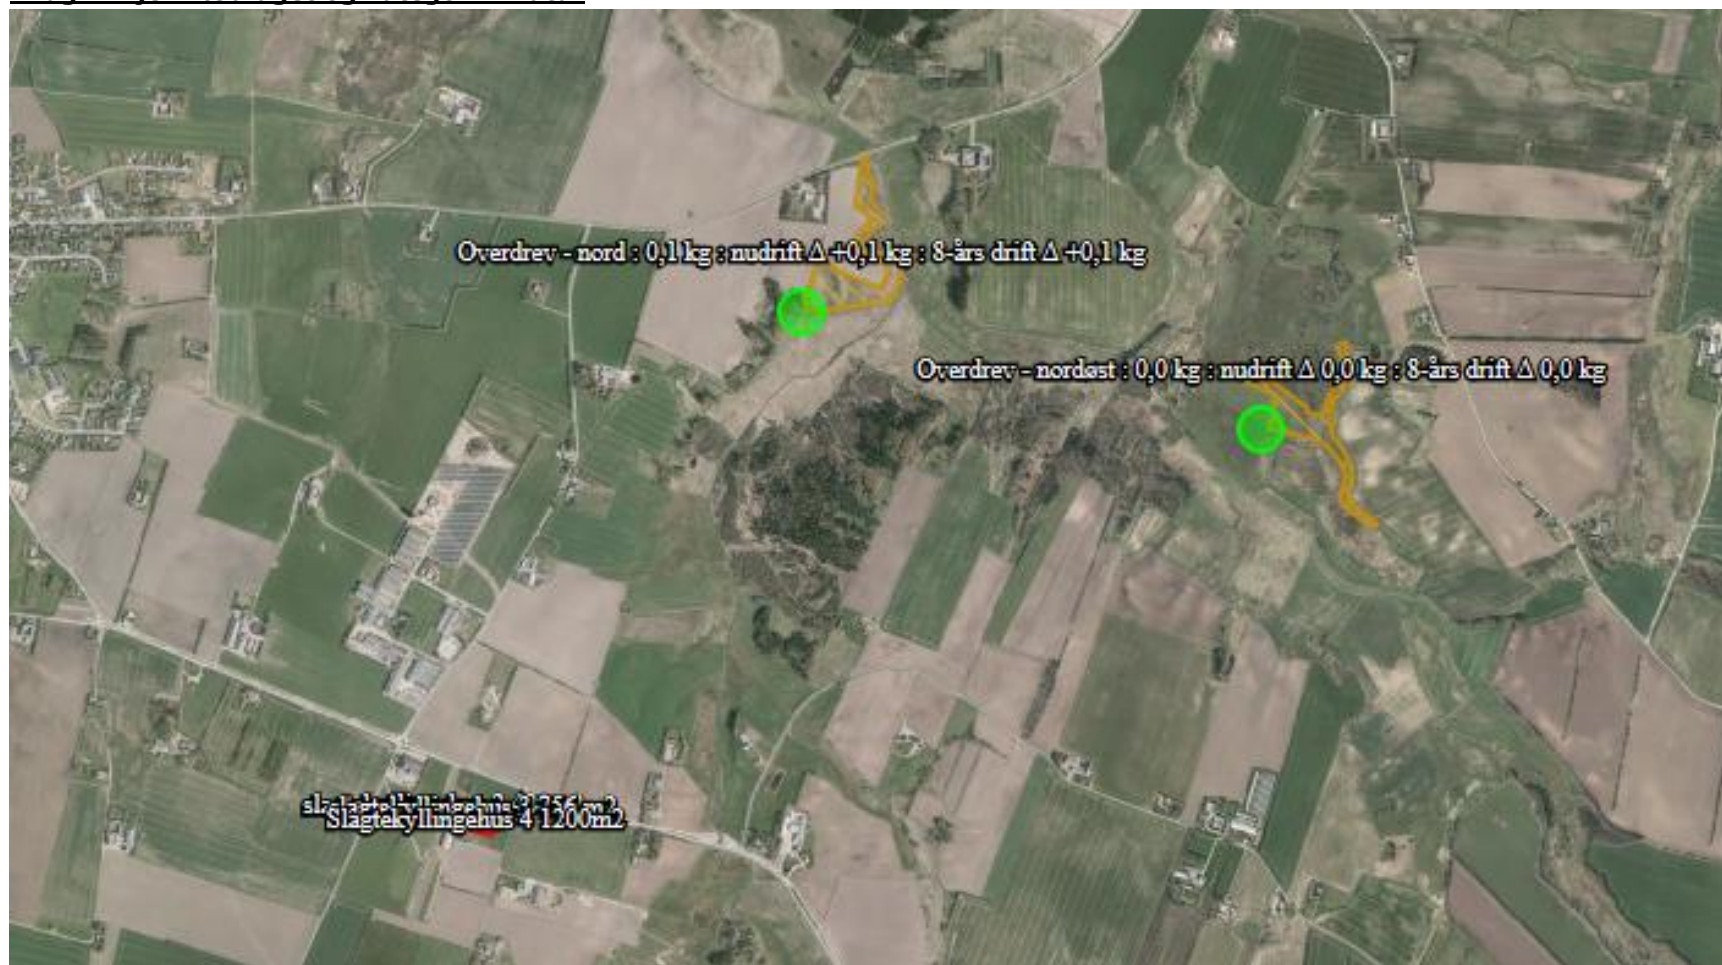 Overdrev - nord : 0,1 kg : nudrift Δ +0,1 kg : 8-års drift Δ +0,1 kg
Overdrev - nordøst : 0,0 kg : nudrift Δ 0,0 kg : 8-års drift Δ 0,0 kg
Slagtekyllingehus 4 1200m2